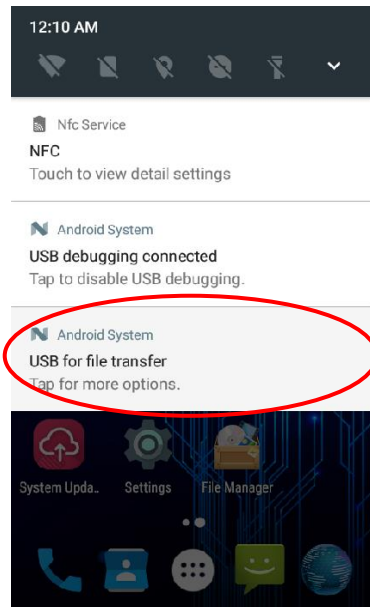 12:10 AM
Nfc Service
NFC
Touch to view detail settings
Android System
USB debugging connected
Tap to disable USB debugging.
Android System
USB for file transfer
Tap for more options.
System Upda..
Settings
File Manager